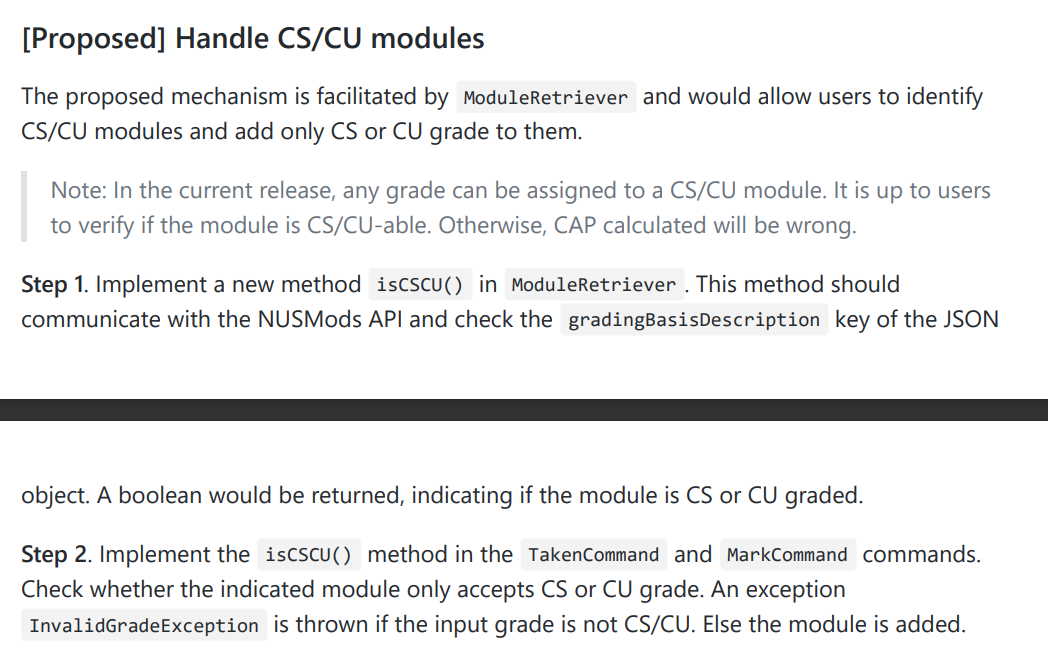 [Proposed] Handle CS/CU modules
The proposed mechanism is facilitated by ModuleRetriever and would allow users to identify
CS/CU modules and add only CS or CU grade to them.
Note: In the current release, any grade can be assigned to a CS/CU module. It is up to users
to verify if the module is CS/CU-able. Otherwise, CAP calculated will be wrong.
Step 1. Implement a new method isCSCU() in ModuleRetriever . This method should
communicate with the NUSMods API and check the gradingBasisDescription key of the JSON
object. A boolean would be returned, indicating if the module is CS or CU graded.
Step 2. Implement the isCSCU() method in the TakenCommand and MarkCommand commands.
Check whether the indicated module only accepts CS or CU grade. An exception
InvalidGradeException is thrown if the input grade is not CS/CU. Else the module is added.